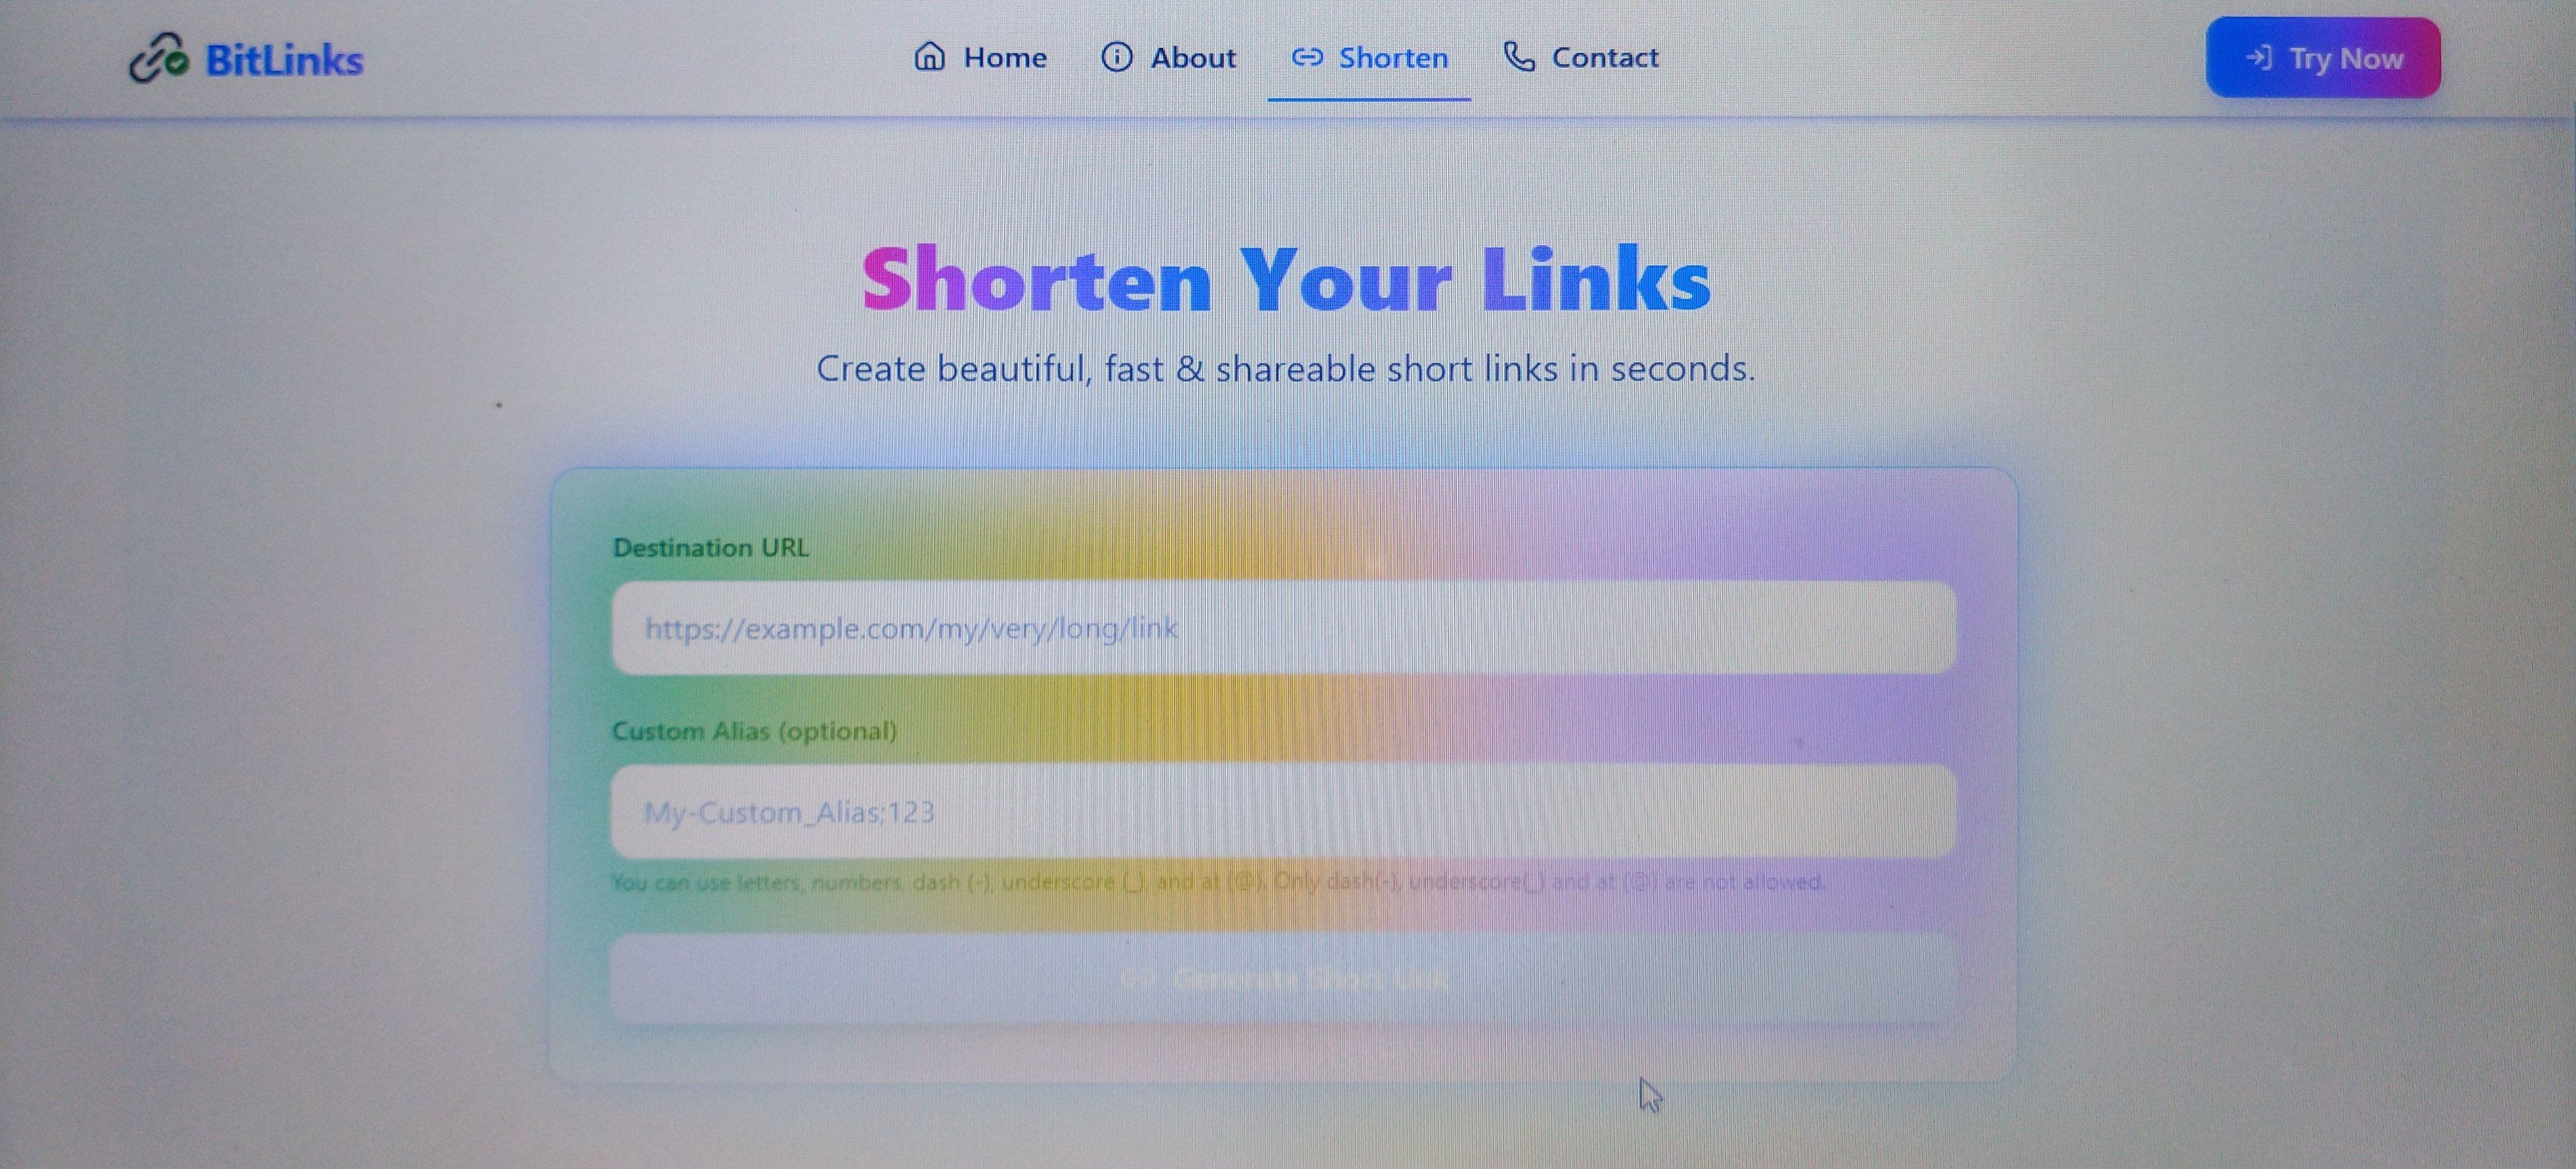 BitLinks
Home About Shorten Contact
Try Now
Shorten Your Links
Create beautiful, fast & shareable short links in seconds.
Destination URL
https://example.com/my/very/long/link
Custom Alias (optional)
My-Custom_Alias;123
You can use letters, numbers, dash (-), underscore (_), and at (@). Only dash(-), underscore(_) and at (@) are not allowed.
Generate Short Link